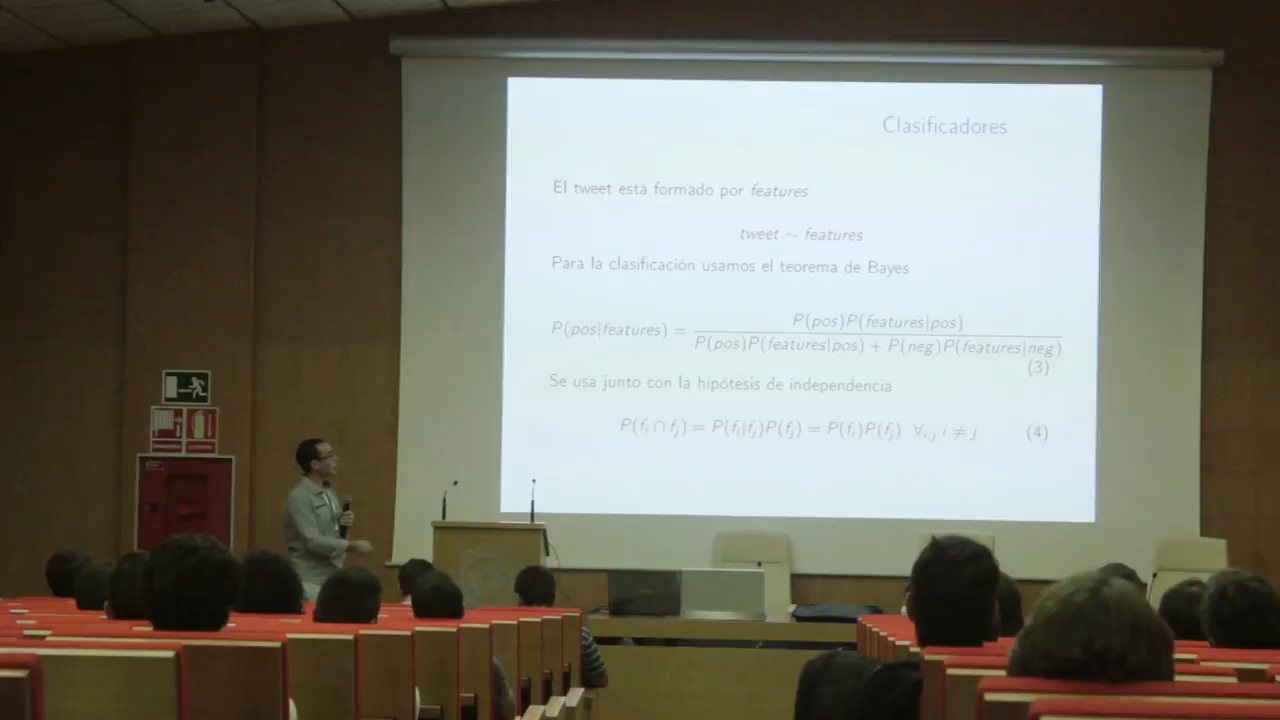 Clasificadores
El tweet está formado por features
tweet ~ features
Para la clasificación usamos el teorema de Bayes
P(pos|features) = P(pos)P(features|pos) / P(pos)P(features|pos) + P(neg)P(features|neg)
(3)
Se usa junto con la hipótesis de independencia
P(fᵢ ∩ fⱼ) = P(fᵢ|fⱼ)P(fⱼ) = P(fᵢ)P(fⱼ) ∀ᵢ,ⱼ i ≠ j (4)